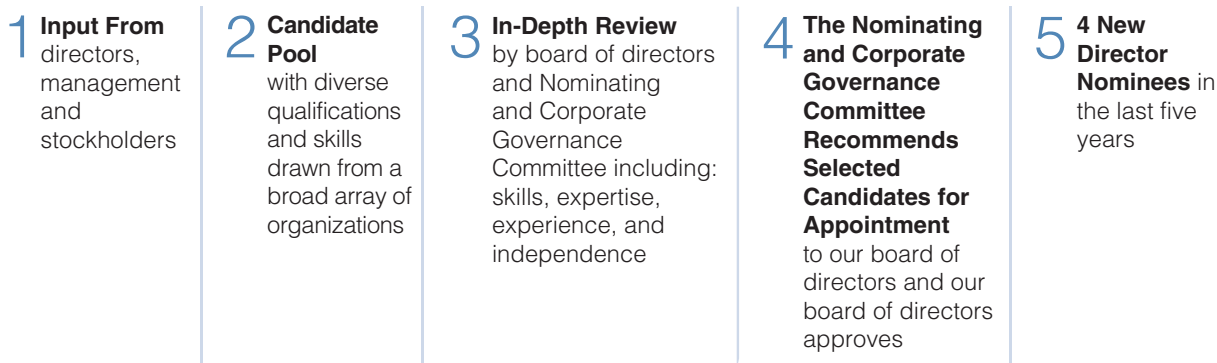 1 Input From
directors,
management
and
stockholders
2 Candidate
Pool
with diverse
qualifications
and skills
drawn from a
broad array of
organizations
3 In-Depth Review
by board of directors
and Nominating
and Corporate
Governance
Committee including:
skills, expertise,
experience, and
independence
4 The Nominating
and Corporate
Governance
Committee
Recommends
Selected
Candidates for
Appointment
to our board of
directors and our
board of directors
approves
5 4 New
Director
Nominees in
the last five
years